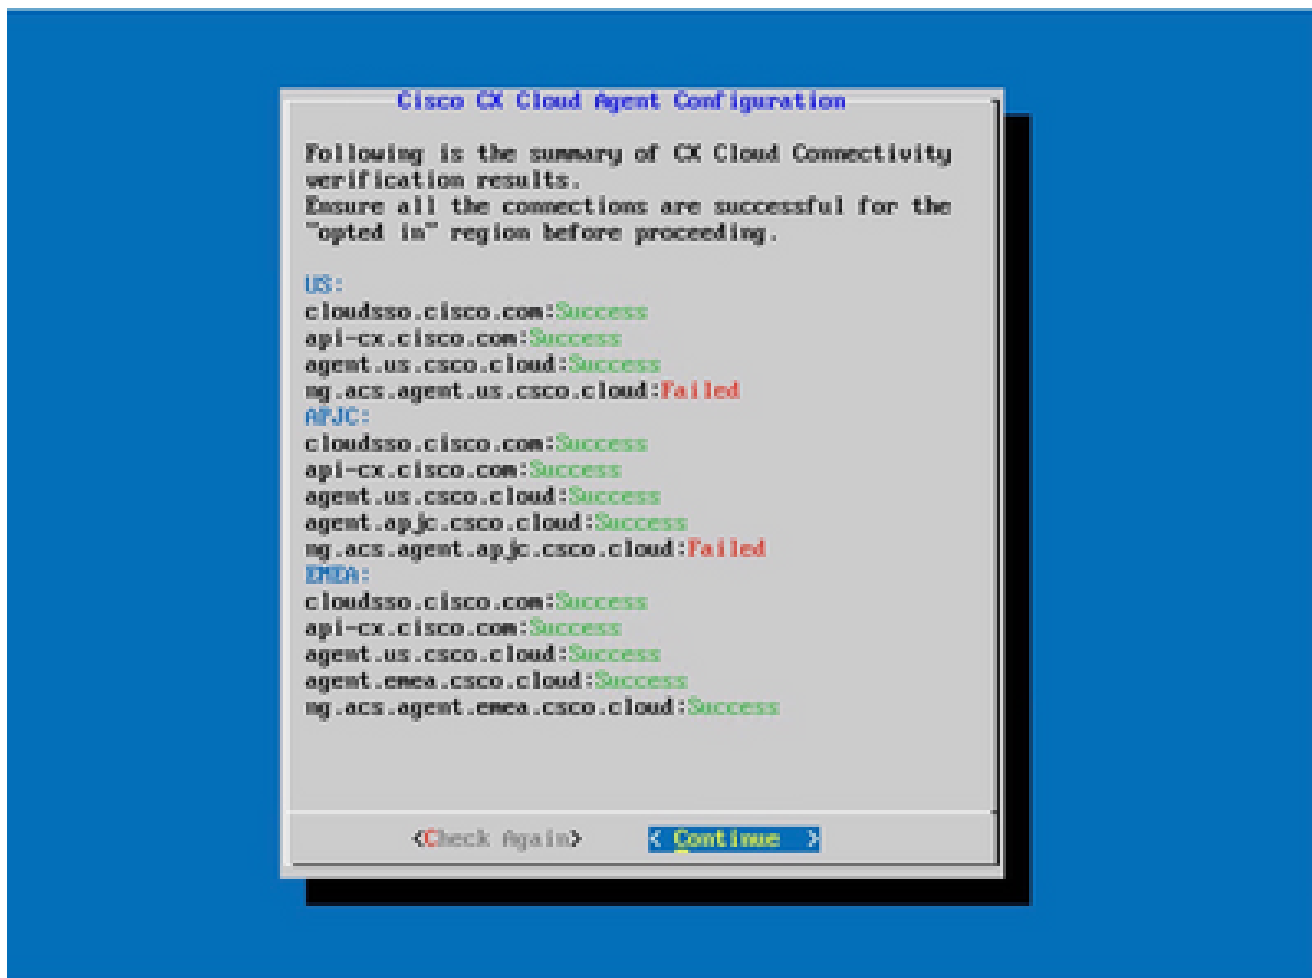 Cisco CX Cloud Agent Configuration
Following is the summary of CX Cloud Connectivity
verification results.
Ensure all the connections are successful for the
"opted in" region before proceeding.
US:
cloudsso.cisco.com:Success
api-cx.cisco.com:Success
agent.us.csco.cloud:Success
ng.acs.agent.us.csco.cloud:Failed
APJC:
cloudsso.cisco.com:Success
api-cx.cisco.com:Success
agent.us.csco.cloud:Success
agent.apjc.csco.cloud:Success
ng.acs.agent.apjc.csco.cloud:Failed
EMEA:
cloudsso.cisco.com:Success
api-cx.cisco.com:Success
agent.us.csco.cloud:Success
agent.emea.csco.cloud:Success
ng.acs.agent.emea.csco.cloud:Success
<Check Again> < Continue >